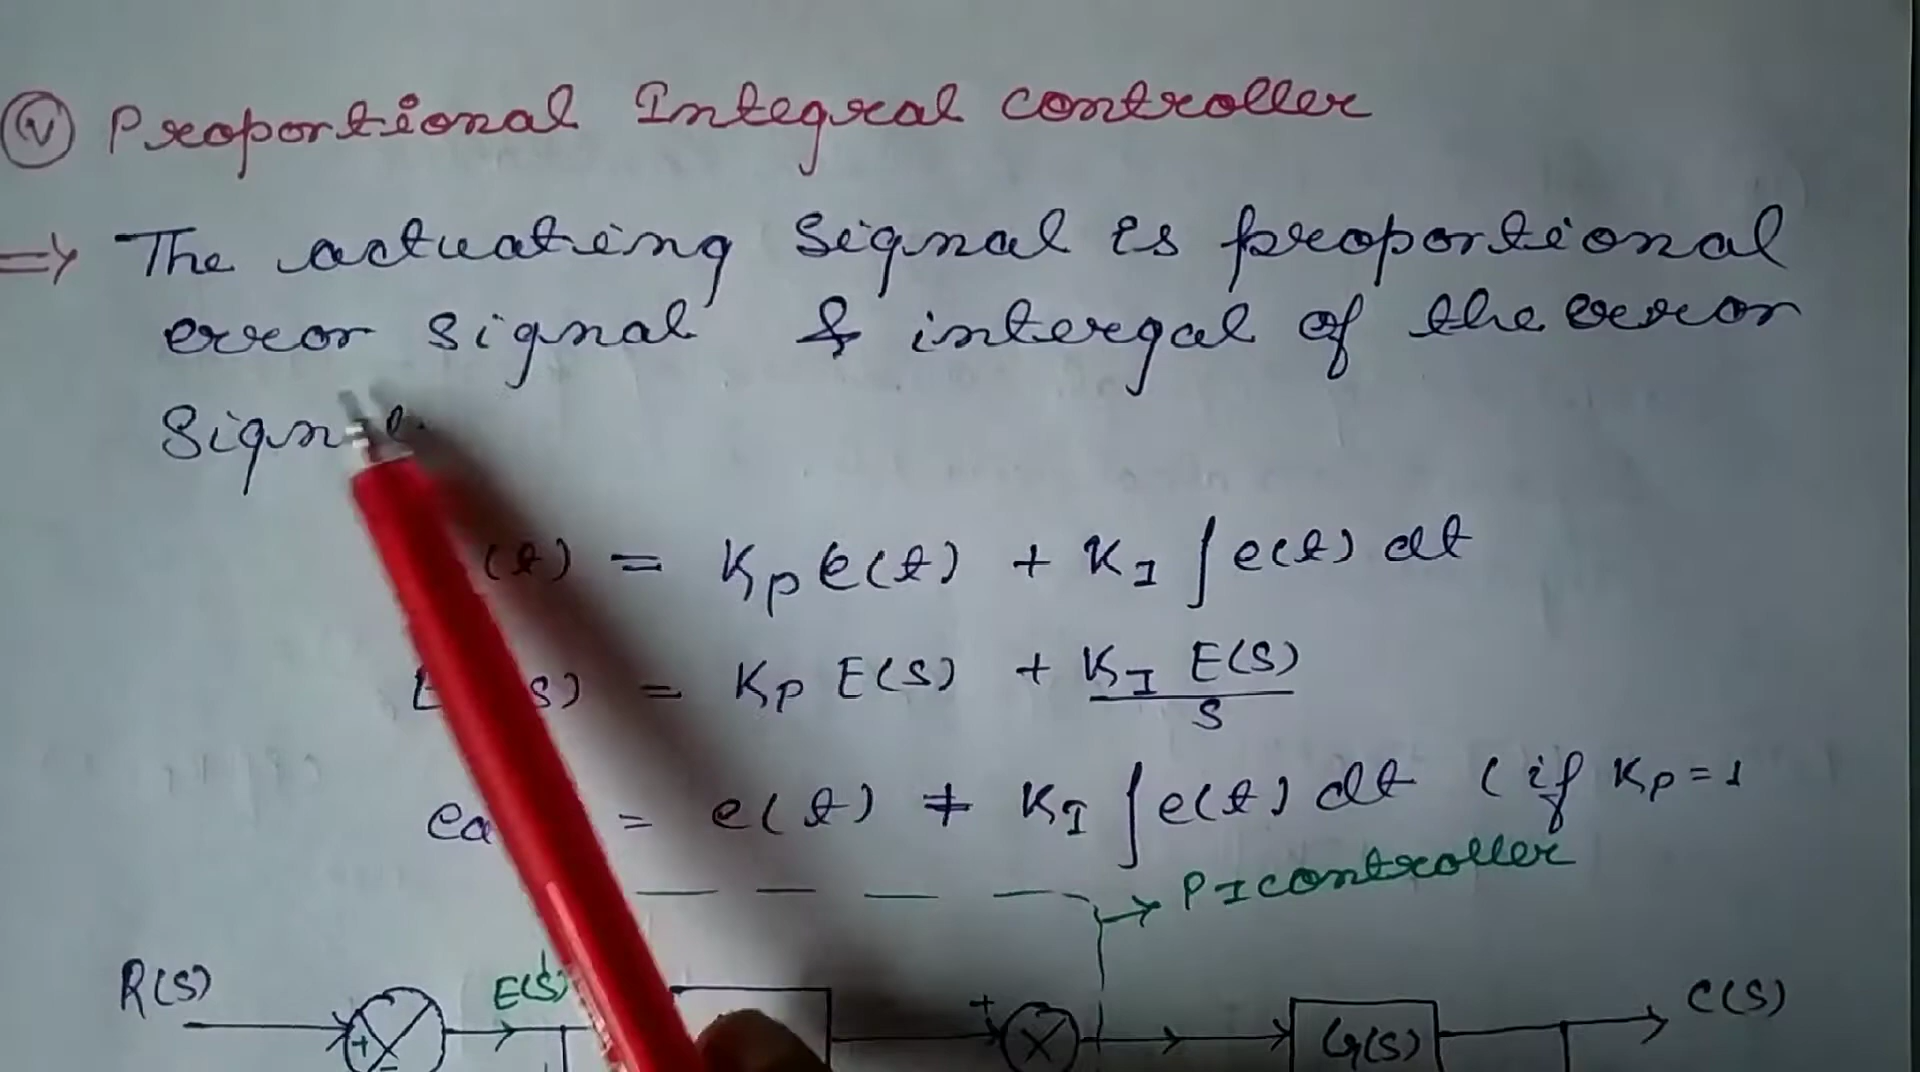 (v) Proportional Integral controller
=> The actuating signal is proportional
error signal & intergal of the error
(t) = Kp e(t) + KI ∫ e(t) dt
(s) = Kp E(s) + KI E(s) / s
ea = e(t) + KI ∫ e(t) dt (if Kp = 1
→ PI controller
R(s) E(s) + C(s)
+ - × G(s)